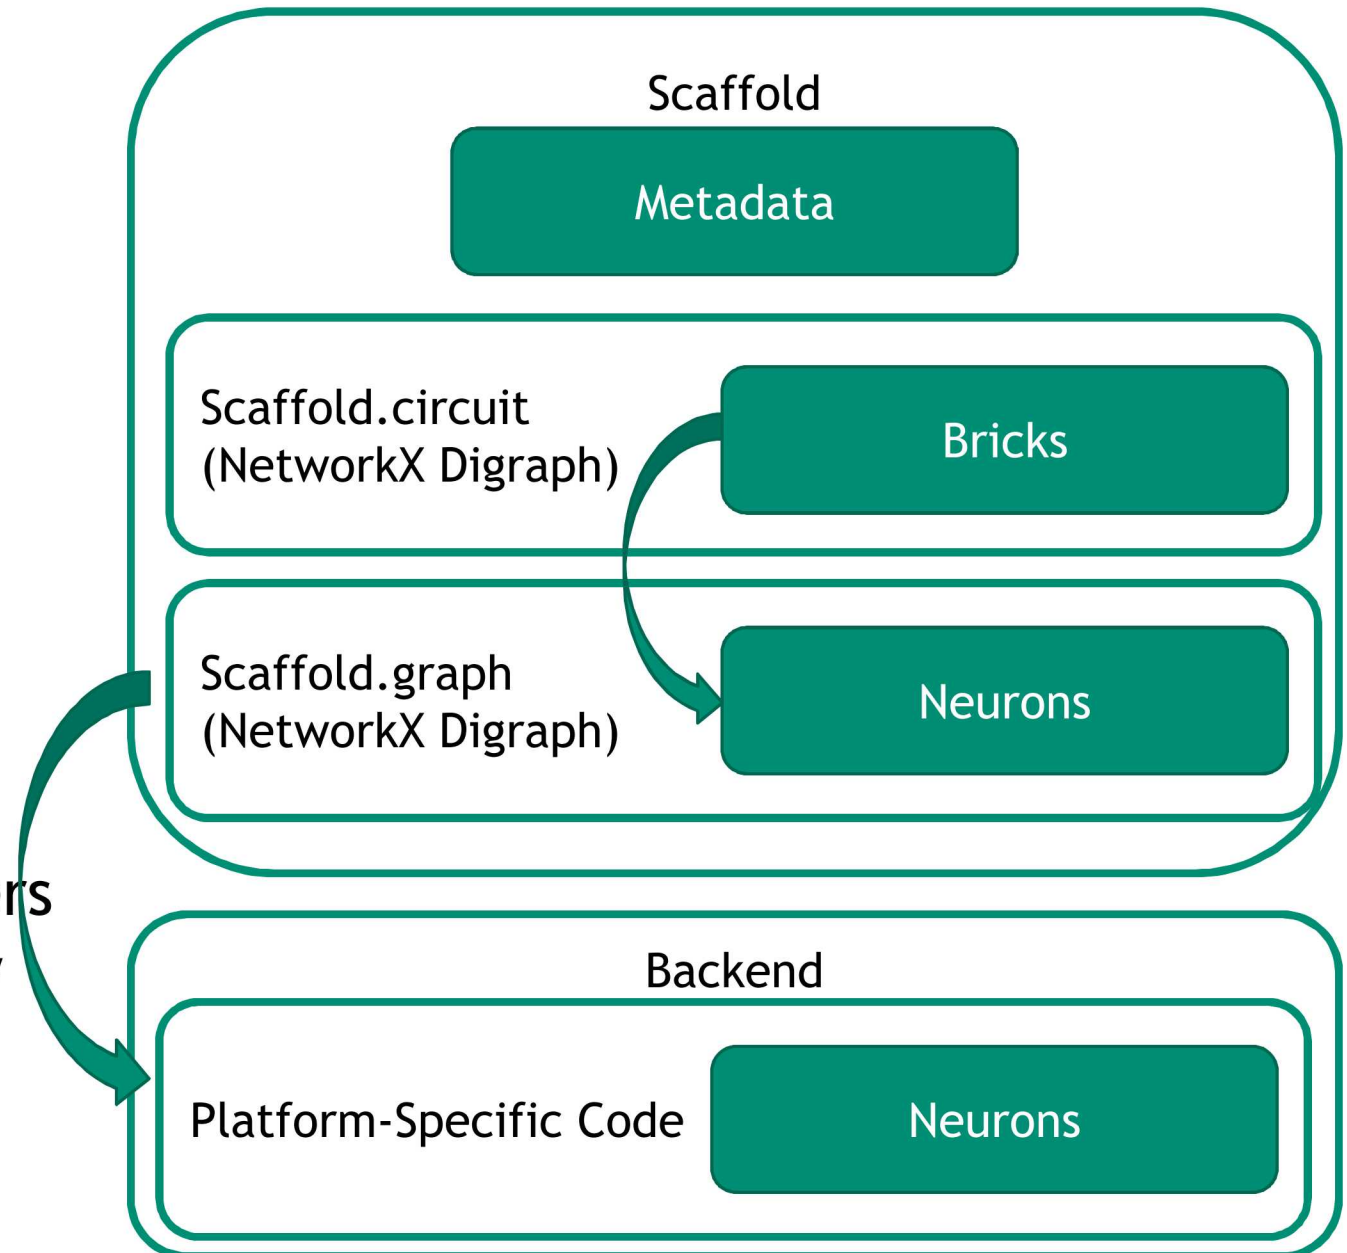 Scaffold
Metadata
Scaffold.circuit
(NetworkX Digraph)
Bricks
Scaffold.graph
(NetworkX Digraph)
Neurons
Backend
Platform-Specific Code
Neurons